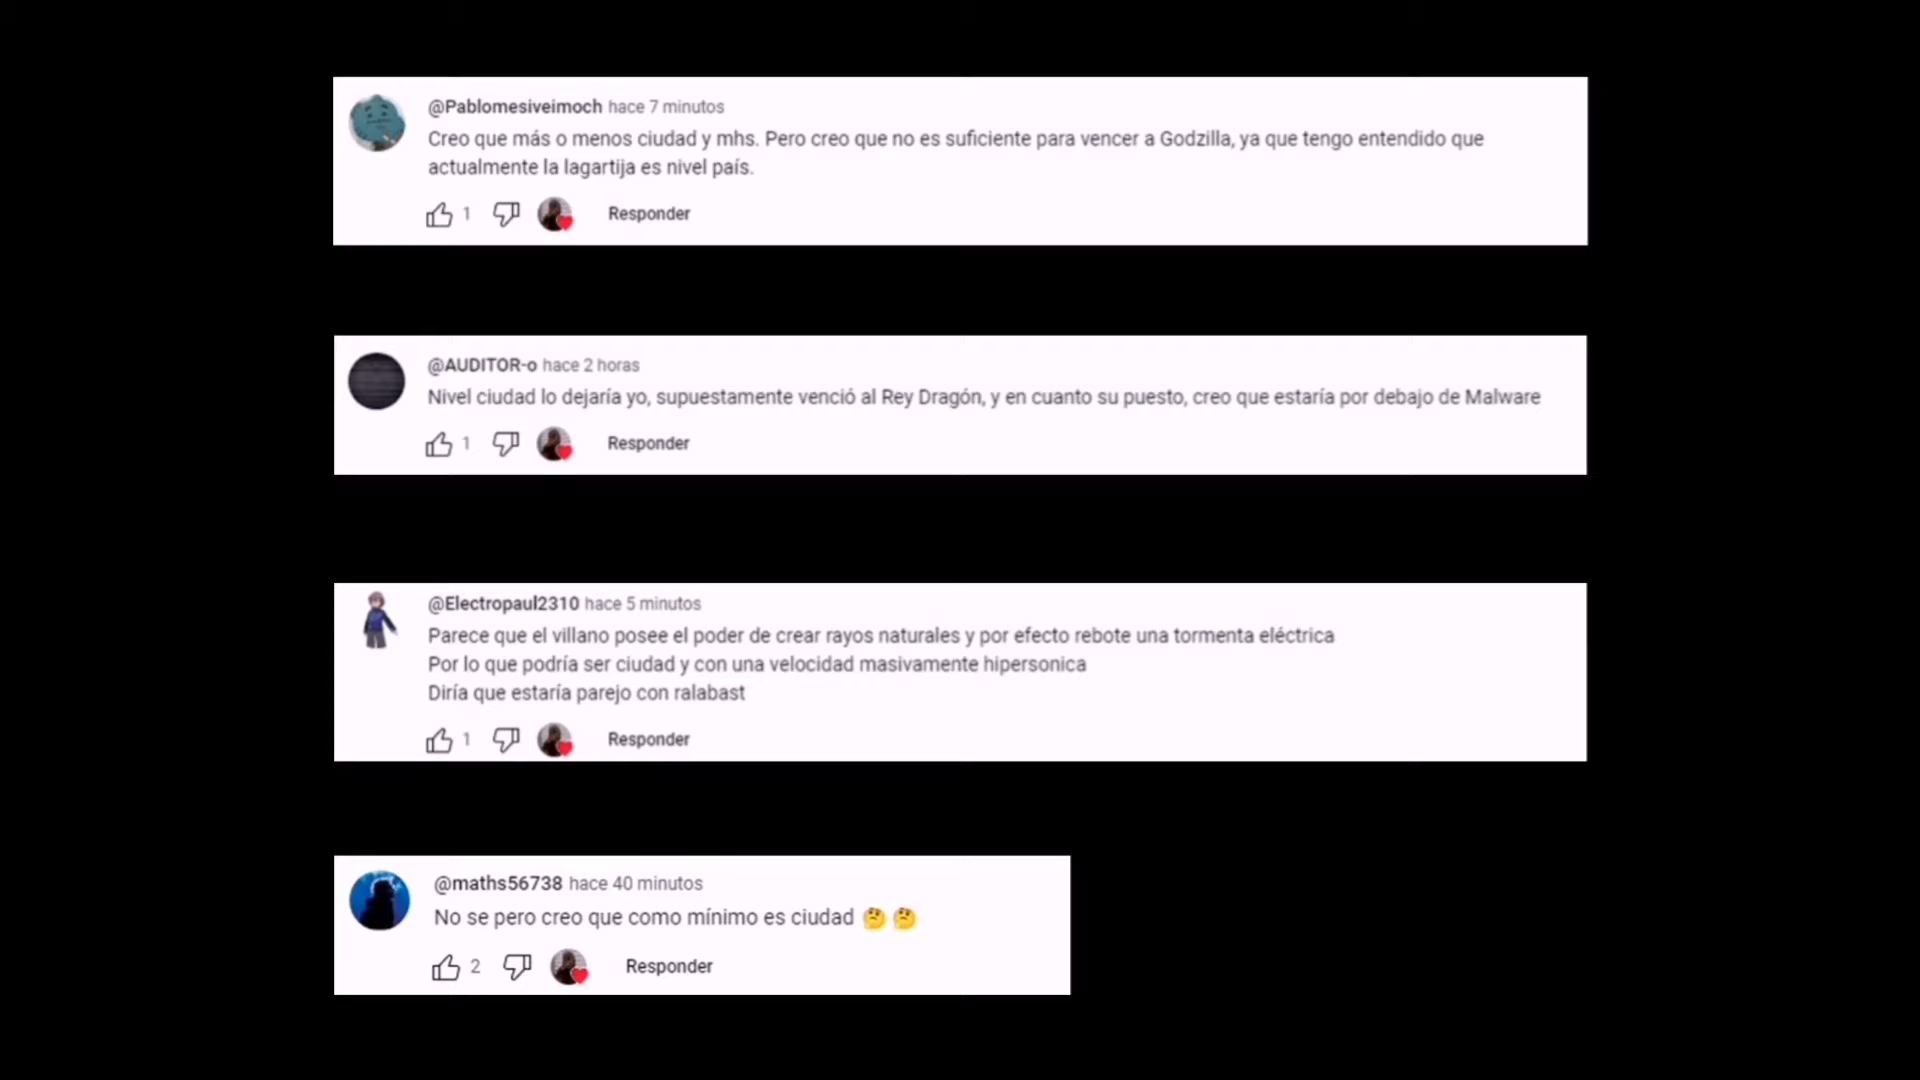 @Pablomesiveimoch hace 7 minutos
Creo que más o menos ciudad y mhs. Pero creo que no es suficiente para vencer a Godzilla, ya que tengo entendido que
actualmente la lagartija es nivel país.
1 Responder
@AUDITOR-o hace 2 horas
Nivel ciudad lo dejaría yo, supuestamente venció al Rey Dragón, y en cuanto su puesto, creo que estaría por debajo de Malware
1 Responder
@Electropaul2310 hace 5 minutos
Parece que el villano posee el poder de crear rayos naturales y por efecto rebote una tormenta eléctrica
Por lo que podría ser ciudad y con una velocidad masivamente hipersonica
Diría que estaría parejo con ralabast
1 Responder
@maths56738 hace 40 minutos
No se pero creo que como mínimo es ciudad 🤔🤔
2 Responder